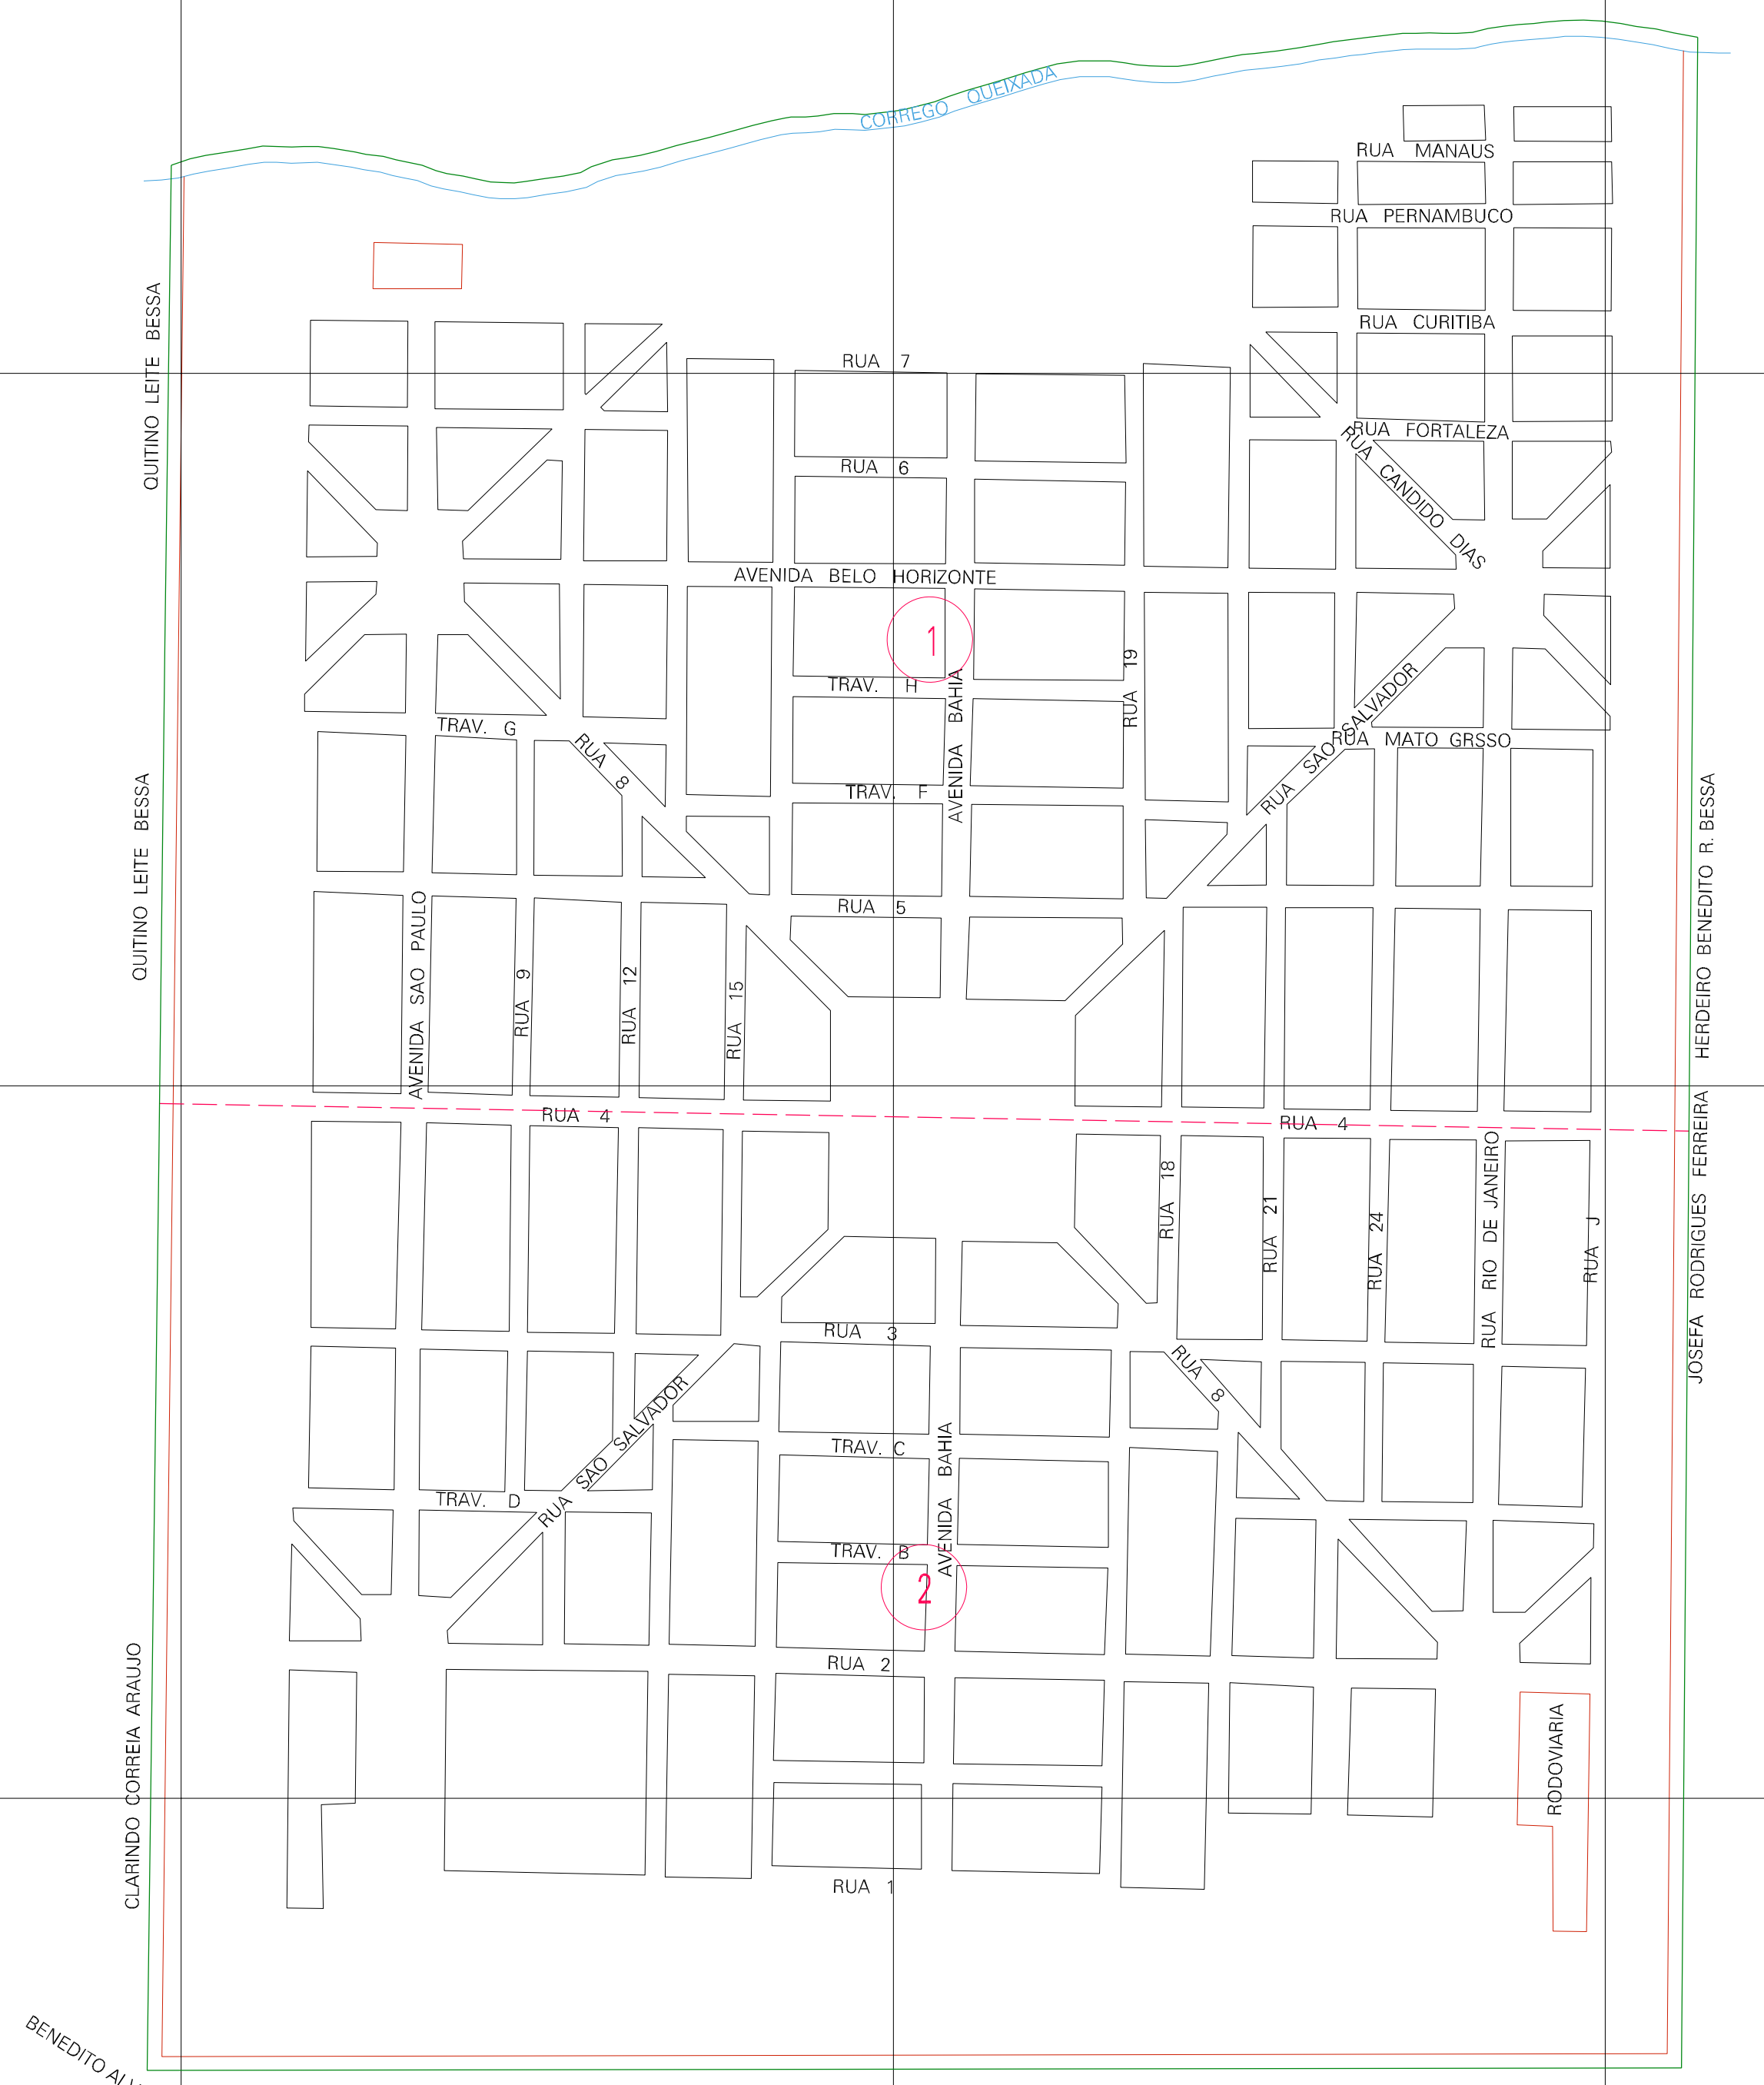 CORREGO QUEIXADA
RUA MANAUS
RUA PERNAMBUCO
RUA CURITIBA
QUITINO LEITE BESSA
RUA 7
RUA FORTALEZA
RUA CANDIDO DIAS
RUA 6
AVENIDA BELO HORIZONTE
1
RUA 19
TRAV. H
AVENIDA BAHIA
RUA SAO SALVADOR
TRAV. G
RUA 8
RUA MATO GRSSO
TRAV. F
QUITINO LEITE BESSA
HERDEIRO BENEDITO R. BESSA
RUA 5
AVENIDA SAO PAULO
RUA 9
RUA 12
RUA 15
RUA 4
RUA 4
JOSEFA RODRIGUES FERREIRA
RUA 18
RUA 21
RUA 24
RUA RIO DE JANEIRO
RUA J
RUA 3
RUA 8
RUA SAO SALVADOR
TRAV. C
AVENIDA BAHIA
TRAV. D
TRAV. B
2
RUA 2
CLARINDO CORREIA ARAUJO
RODOVIARIA
RUA 1
BENEDITO